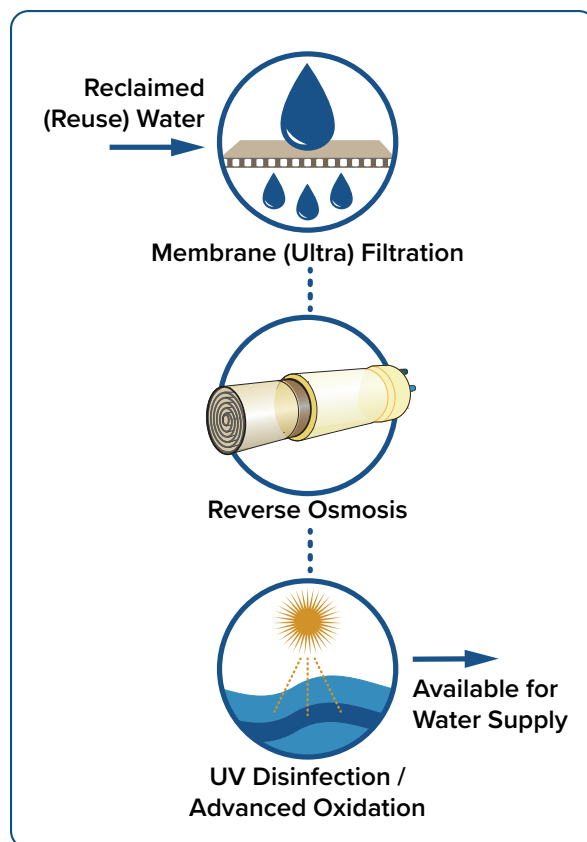 Reclaimed
(Reuse) Water
Membrane (Ultra) Filtration
Reverse Osmosis
Available for
Water Supply
UV Disinfection /
Advanced Oxidation